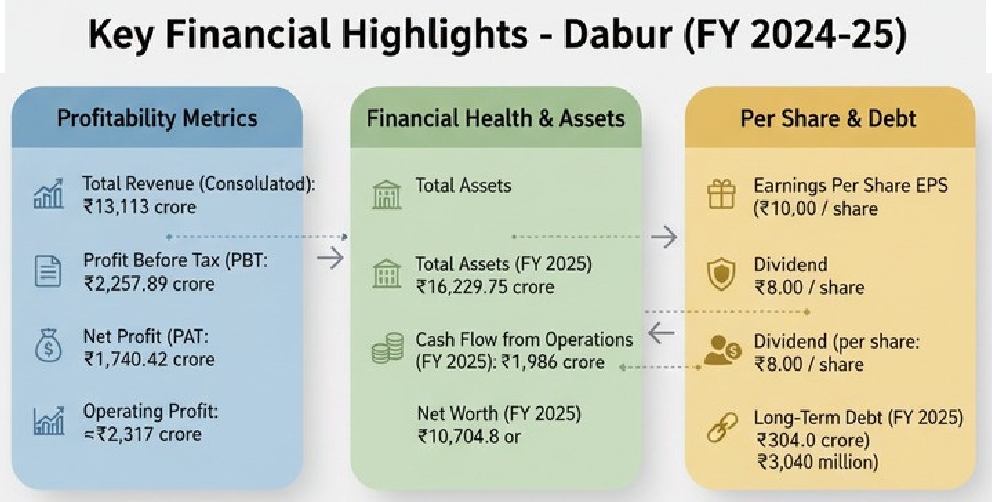 Key Financial Highlights - Dabur (FY 2024-25)
Profitability Metrics
Total Revenue (Consolulatod):
₹13,113 crore
Profit Before Tax (PBT:
₹2,257.89 crore
Net Profit (PAT:
₹1,740.42 crore
Operating Profit:
≈₹2,317 crore
Financial Health & Assets
Total Assets
Total Assets (FY 2025)
₹16,229.75 crore
Cash Flow from Operations
(FY 2025): ₹1,986 crore
Net Worth (FY 2025)
₹10,704.8 or
Per Share & Debt
Earnings Per Share EPS
(₹10,00 / share
Dividend
₹8.00 / share
Dividend (per share:
₹8.00 / share
Long-Term Debt (FY 2025)
₹304.0 crore)
₹3,040 million)